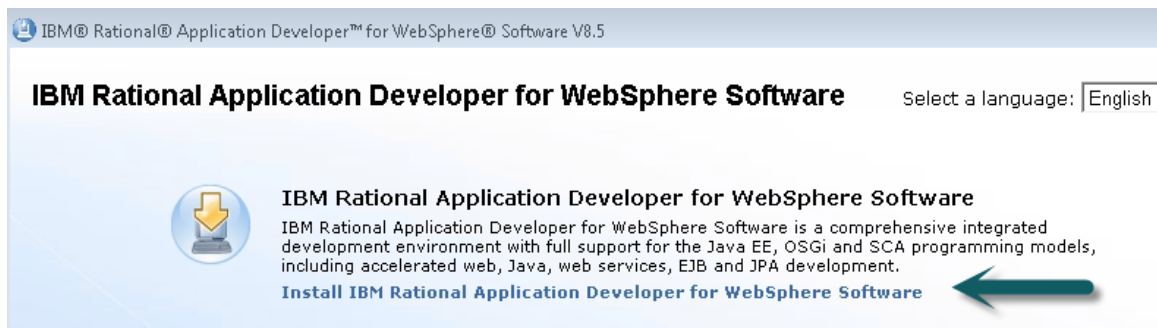 IBM® Rational® Application Developer™ for WebSphere® Software V8.5
IBM Rational Application Developer for WebSphere Software
Select a language: English
IBM Rational Application Developer for WebSphere Software
IBM Rational Application Developer for WebSphere Software is a comprehensive integrated
development environment with full support for the Java EE, OSGi and SCA programming models,
including accelerated web, Java, web services, EJB and JPA development.
Install IBM Rational Application Developer for WebSphere Software